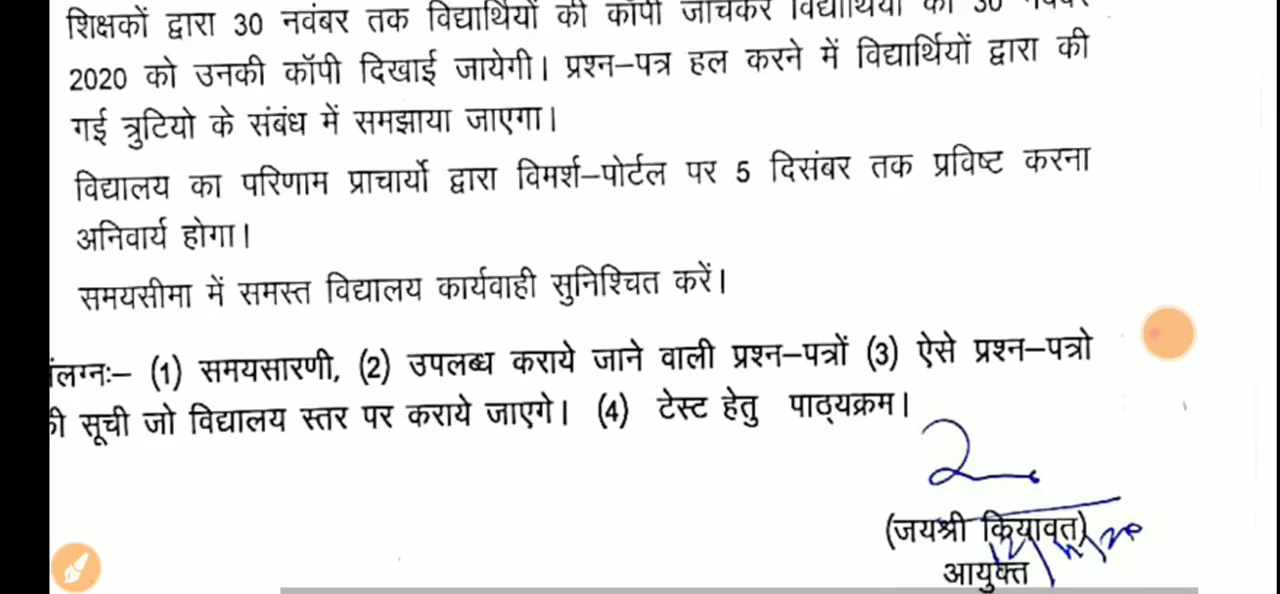 शिक्षकों द्वारा 30 नवंबर तक विद्यार्थियों की कॉपी जांचकर विद्यार्थियों को 30 नवंबर
2020 को उनकी कॉपी दिखाई जायेगी। प्रश्न–पत्र हल करने में विद्यार्थियों द्वारा की
गई त्रुटियो के संबंध में समझाया जाएगा।
विद्यालय का परिणाम प्राचार्यो द्वारा विमर्श–पोर्टल पर 5 दिसंबर तक प्रविष्ट करना
अनिवार्य होगा।
समयसीमा में समस्त विद्यालय कार्यवाही सुनिश्चित करें।
संलग्नः– (1) समयसारणी, (2) उपलब्ध कराये जाने वाली प्रश्न–पत्रों (3) ऐसे प्रश्न–पत्रो
की सूची जो विद्यालय स्तर पर कराये जाएगे। (4) टेस्ट हेतु पाठ्यक्रम।
(जयश्री कियावत)
आयुक्त